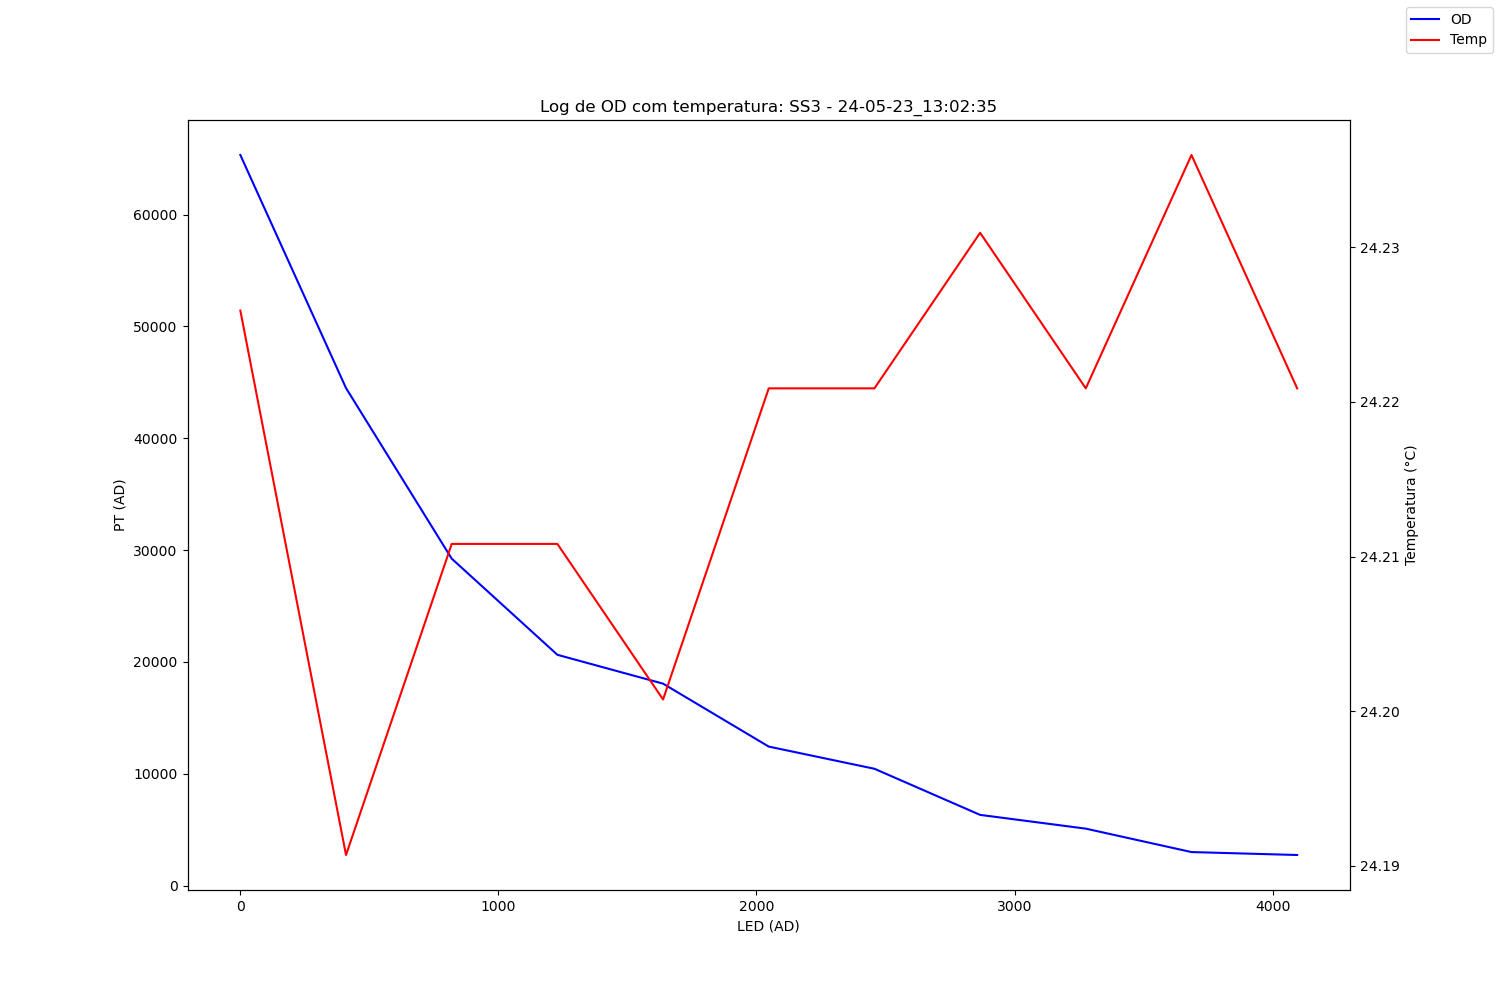 OD
Temp
Log de OD com temperatura: SS3 - 24-05-23_13:02:35
60000
50000
40000
30000
20000
10000
0
PT (AD)
24.23
24.22
24.21
24.20
24.19
Temperatura (°C)
0 1000 2000 3000 4000
LED (AD)